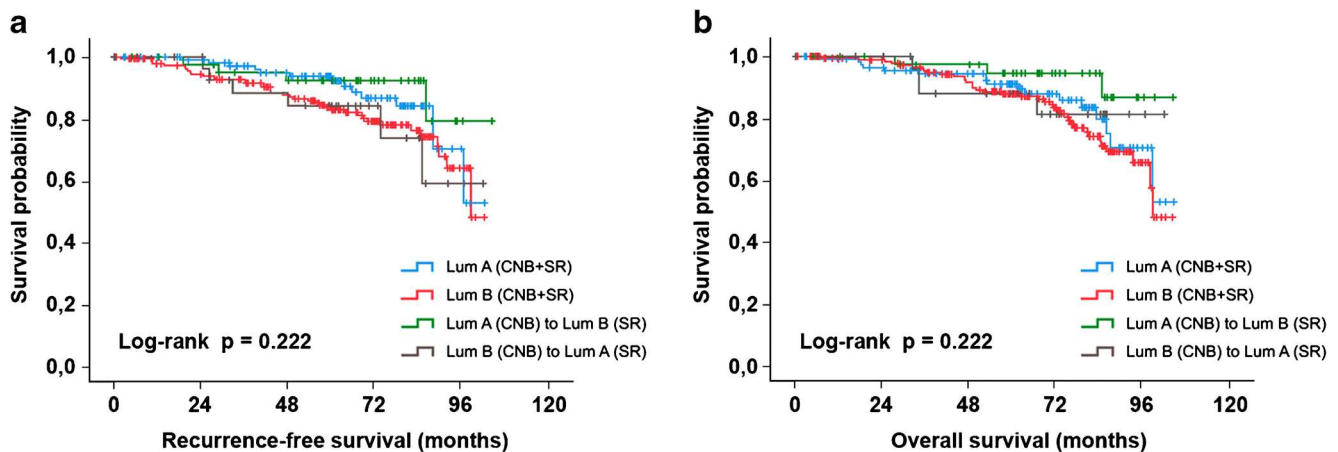 a
Survival probability
1,0
0,8
0,6
0,4
0,2
0,0
Lum A (CNB+SR)
Lum B (CNB+SR)
Lum A (CNB) to Lum B (SR)
Lum B (CNB) to Lum A (SR)
Log-rank p = 0.222
0 24 48 72 96 120
Recurrence-free survival (months)
b
Survival probability
1,0
0,8
0,6
0,4
0,2
0,0
Lum A (CNB+SR)
Lum B (CNB+SR)
Lum A (CNB) to Lum B (SR)
Lum B (CNB) to Lum A (SR)
Log-rank p = 0.222
0 24 48 72 96 120
Overall survival (months)